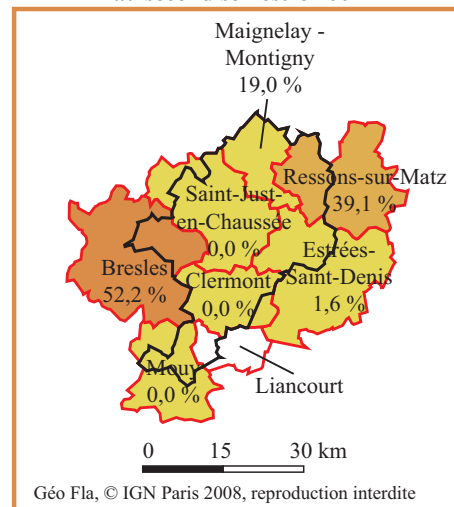 Maignelay -
Montigny
19,0 %
Ressons-sur-Matz
39,1 %
Saint-Just-
en-Chaussée
0,0 %
Estrées-
Saint-Denis
1,6 %
Bresles
52,2 %
Clermont
0,0 %
Mouy
0,0 %
Liancourt
0 15 30 km
Géo Fla, © IGN Paris 2008, reproduction interdite